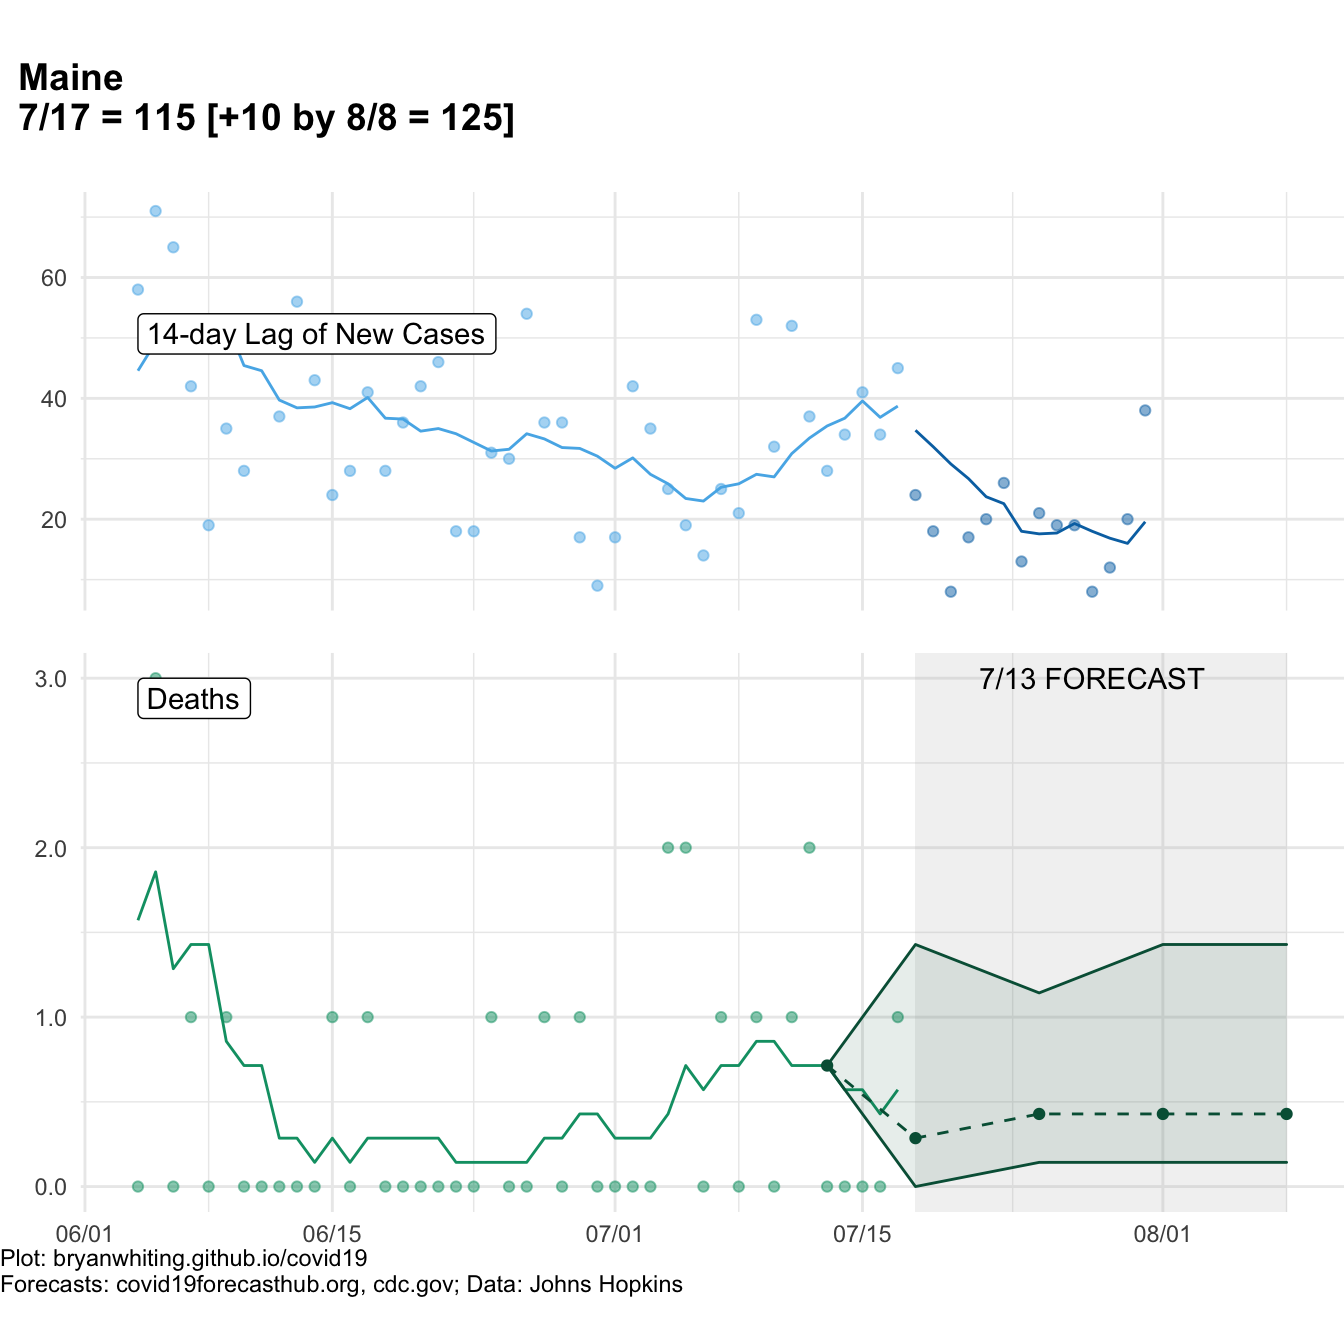 Maine
7/17 = 115 [+10 by 8/8 = 125]
60
14-day Lag of New Cases
40
20
3.0
7/13 FORECAST
Deaths
2.0
1.0
0.0
06/01 06/15 07/01 07/15 08/01
Plot: bryanwhiting.github.io/covid19
Forecasts: covid19forecasthub.org, cdc.gov; Data: Johns Hopkins